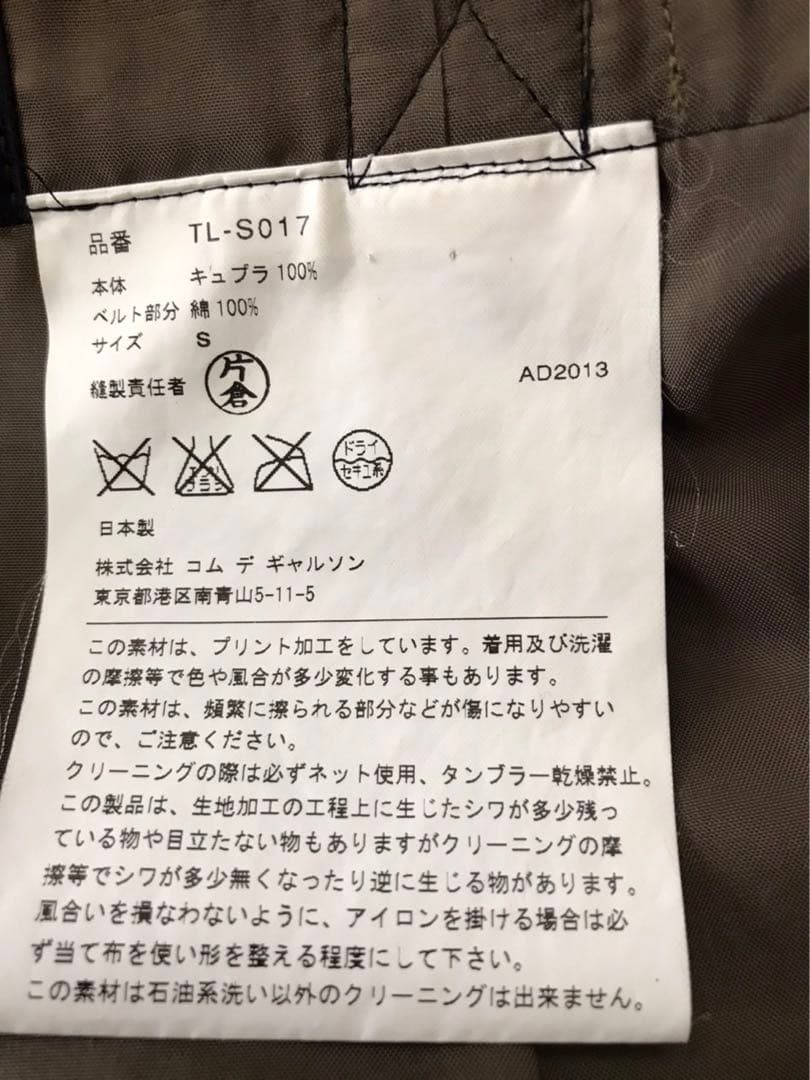 品番 TL-S017
本体 キュプラ 100%
ベルト部分 綿 100%
サイズ S
縫製責任者 片倉
AD2013
エンソ
サラシ
ドライ
セキユ系
日本製
株式会社 コム デ ギャルソン
東京都港区南青山5-11-5
この素材は、プリント加工をしています。着用及び洗濯
の摩擦等で色や風合が多少変化する事もあります。
この素材は、頻繁に擦られる部分などが傷になりやすい
ので、ご注意ください。
クリーニングの際は必ずネット使用、タンブラー乾燥禁止。
この製品は、生地加工の工程上に生じたシワが多少残っ
ている物や目立たない物もありますがクリーニングの摩
擦等でシワが多少無くなったり逆に生じる物があります。
風合いを損なわないように、アイロンを掛ける場合は必
ず当て布を使い形を整える程度にして下さい。
この素材は石油系洗い以外のクリーニングは出来ません。